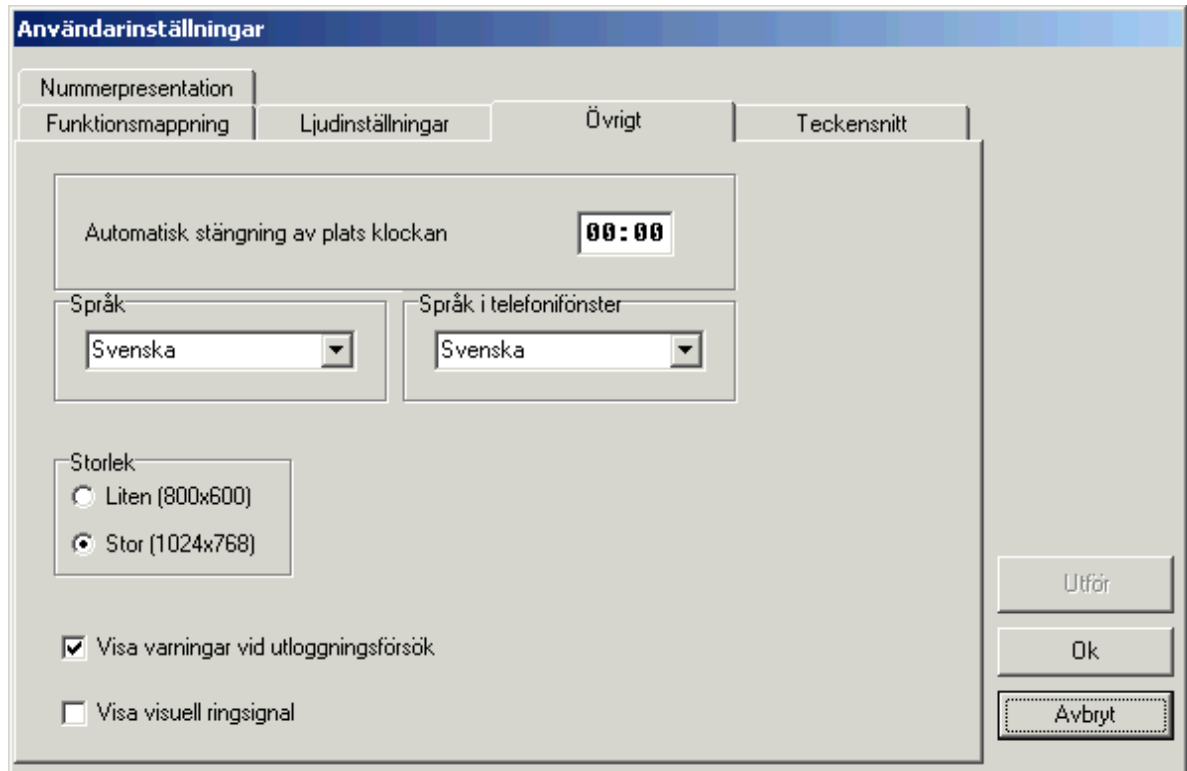 Användarinställningar
Nummerpresentation
Funktionsmappning
Ljudinställningar
Övrigt
Teckensnitt
Automatisk stängning av plats klockan
00:00
Språk
Svenska
Språk i telefonifönster
Svenska
Storlek
Liten (800x600)
Stor (1024x768)
Visa varningar vid utloggningsförsök
Visa visuell ringsignal
Utför
Ok
Avbryt